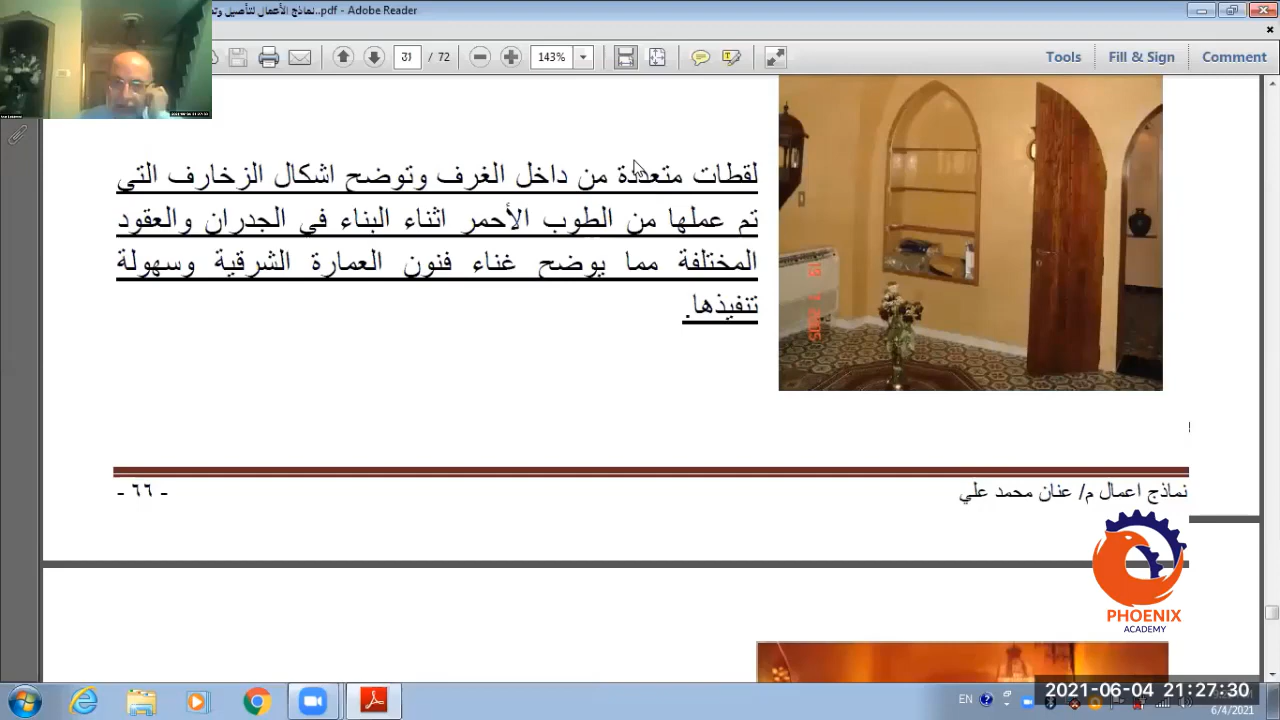 نماذج الأعمال لتأصيل وتم...pdf - Adobe Reader
31 / 72
143%
Tools
Fill & Sign
Comment
لقطات متعددة من داخل الغرف وتوضح اشكال الزخارف التي
تم عملها من الطوب الأحمر اثناء البناء في الجدران والعقود
المختلفة مما يوضح غناء فنون العمارة الشرقية وسهولة
تنفيذها.
نماذج اعمال م/ عنان محمد علي
- ٦٦ -
PHOENIX
ACADEMY
EN
2021-06-04 21:27:30
6/4/2021